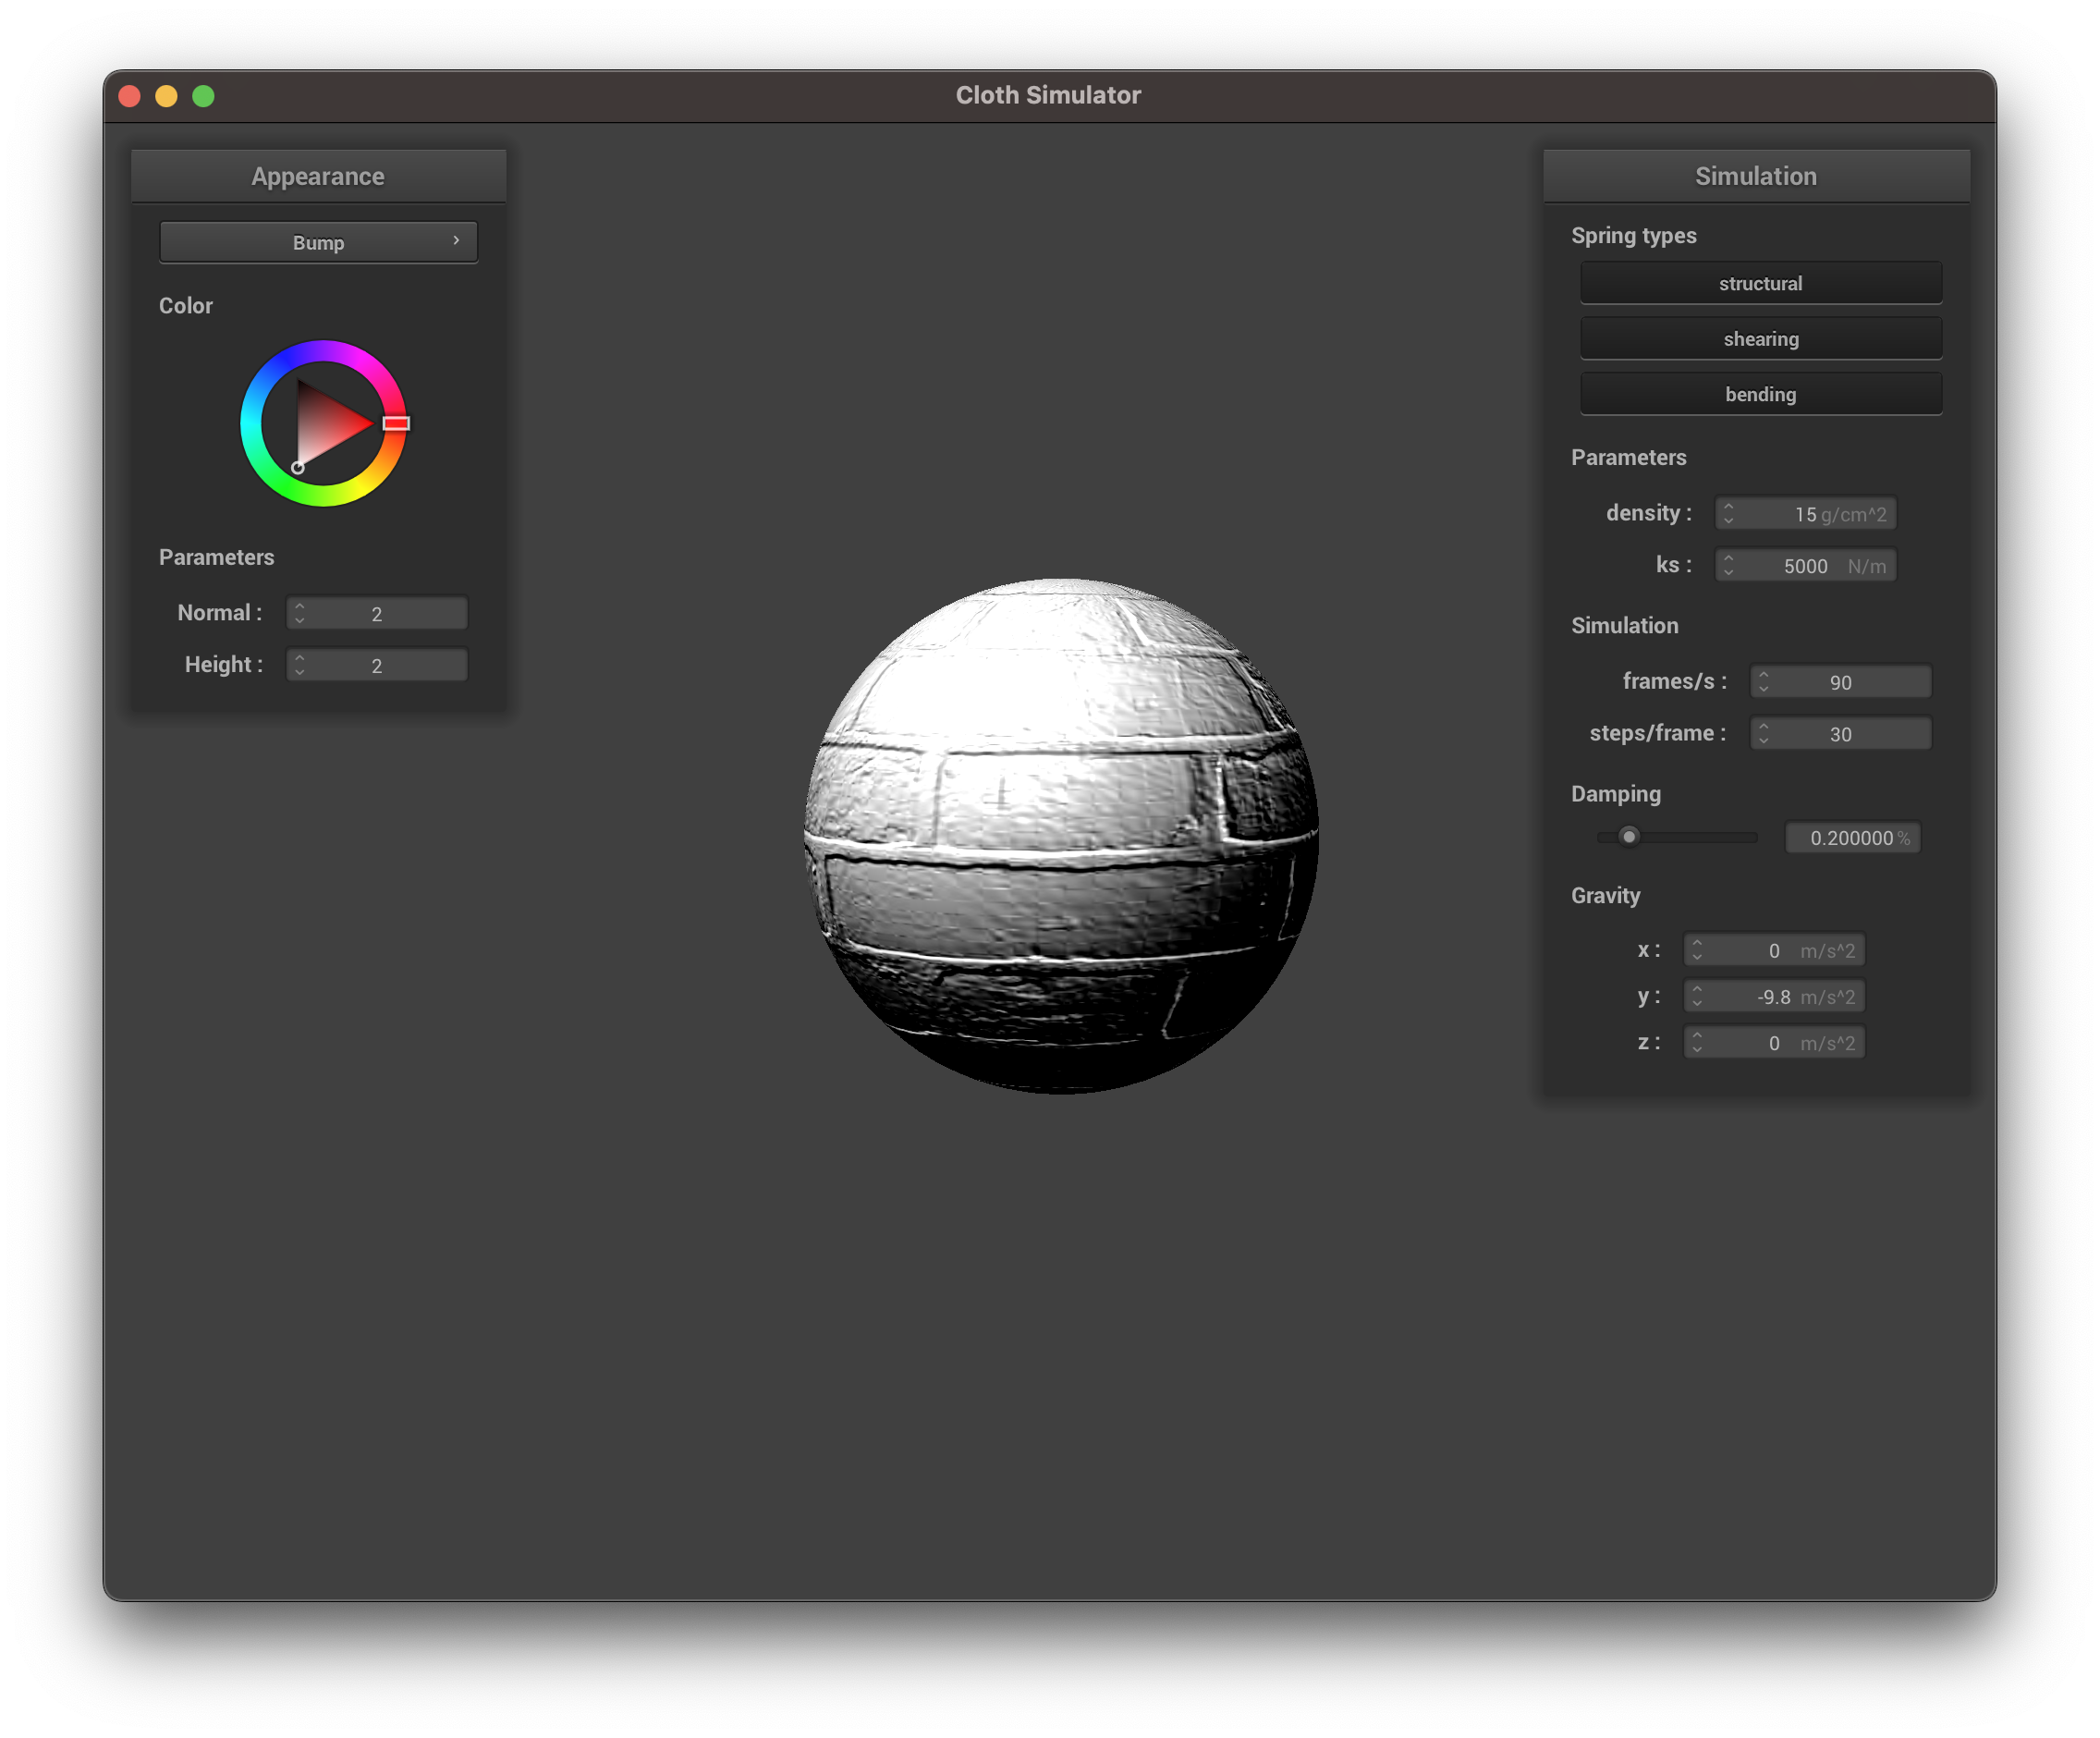 Cloth Simulator
Appearance
Bump
Color
Parameters
Normal : 2
Height : 2
Simulation
Spring types
structural
shearing
bending
Parameters
density : 15 g/cm^2
ks : 5000 N/m
Simulation
frames/s : 90
steps/frame : 30
Damping
0.200000 %
Gravity
x : 0 m/s^2
y : -9.8 m/s^2
z : 0 m/s^2